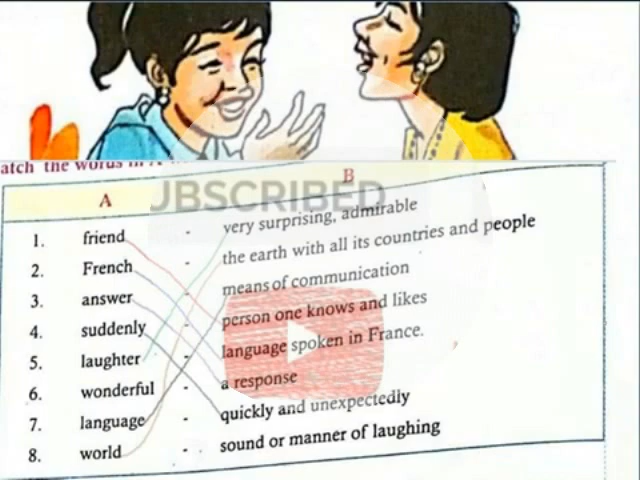 atch the words in A
UBSCRIBED
A B
1. friend - very surprising, admirable
2. French - the earth with all its countries and people
3. answer - means of communication
4. suddenly - person one knows and likes
5. laughter - language spoken in France.
6. wonderful - a response
7. language - quickly and unexpectedly
8. world - sound or manner of laughing